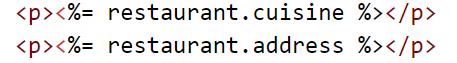 <p><%= restaurant.cuisine %></p>
<p><%= restaurant.address %></p>